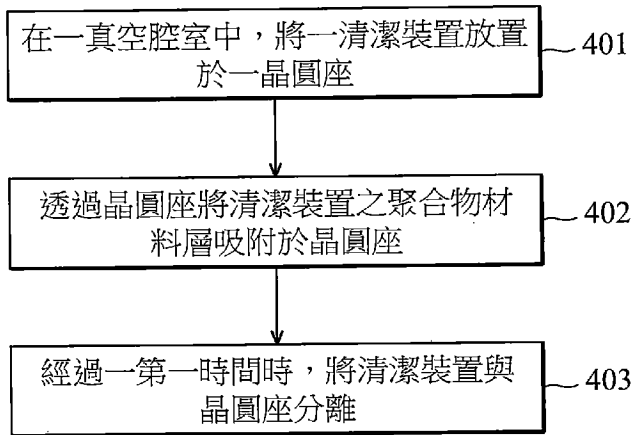 在一真空腔室中，將一清潔裝置放置
於一晶圓座
401
透過晶圓座將清潔裝置之聚合物材
料層吸附於晶圓座
402
經過一第一時間時，將清潔裝置與
晶圓座分離
403